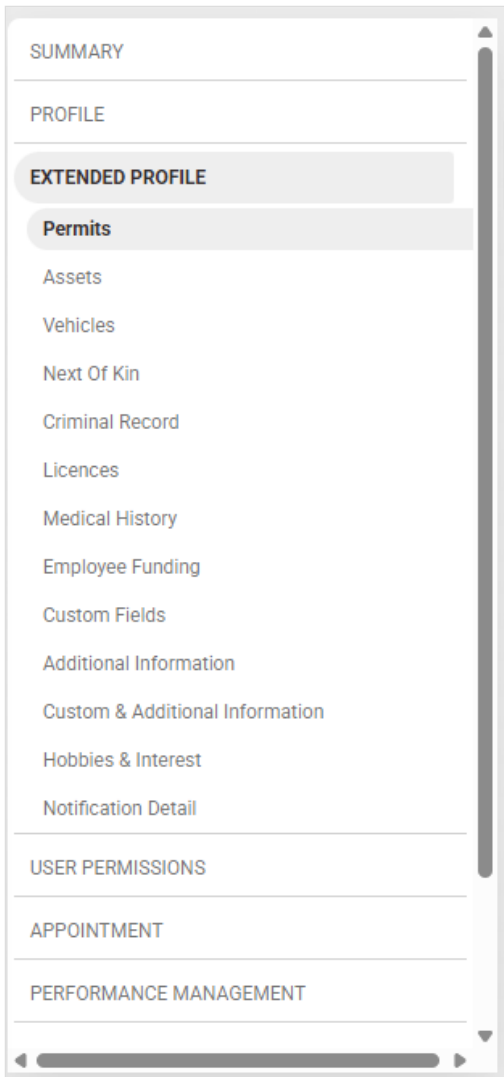 SUMMARY
PROFILE
EXTENDED PROFILE
Permits
Assets
Vehicles
Next Of Kin
Criminal Record
Licences
Medical History
Employee Funding
Custom Fields
Additional Information
Custom & Additional Information
Hobbies & Interest
Notification Detail
USER PERMISSIONS
APPOINTMENT
PERFORMANCE MANAGEMENT